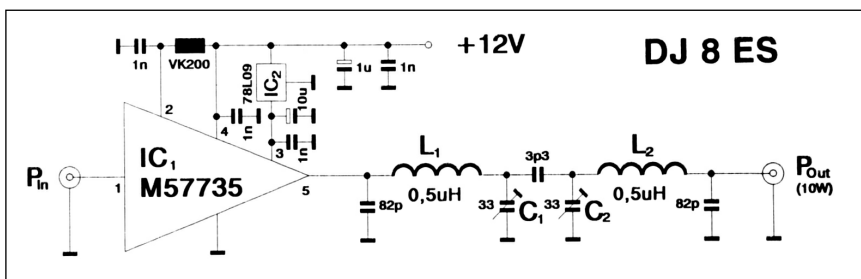 +12V
DJ 8 ES
1n
VK200
78L09
IC2
10u
1u
1n
2
4
1n
3
1n
PIn
1
IC1
M57735
5
82p
L1
0,5uH
3p3
33
C1
33
C2
L2
0,5uH
82p
POut
(10W)